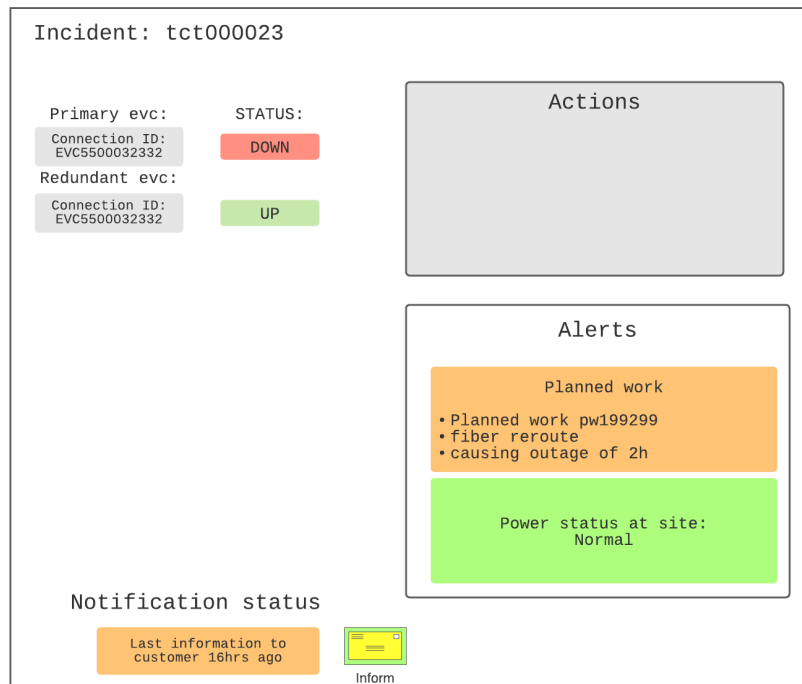 Incident: tct000023
Primary evc:
STATUS:
Connection ID:
EVC5500032332
DOWN
Redundant evc:
Connection ID:
EVC5500032332
UP
Actions
Alerts
Planned work
• Planned work pw199299
• fiber reroute
• causing outage of 2h
Power status at site:
Normal
Notification status
Last information to
customer 16hrs ago
Inform